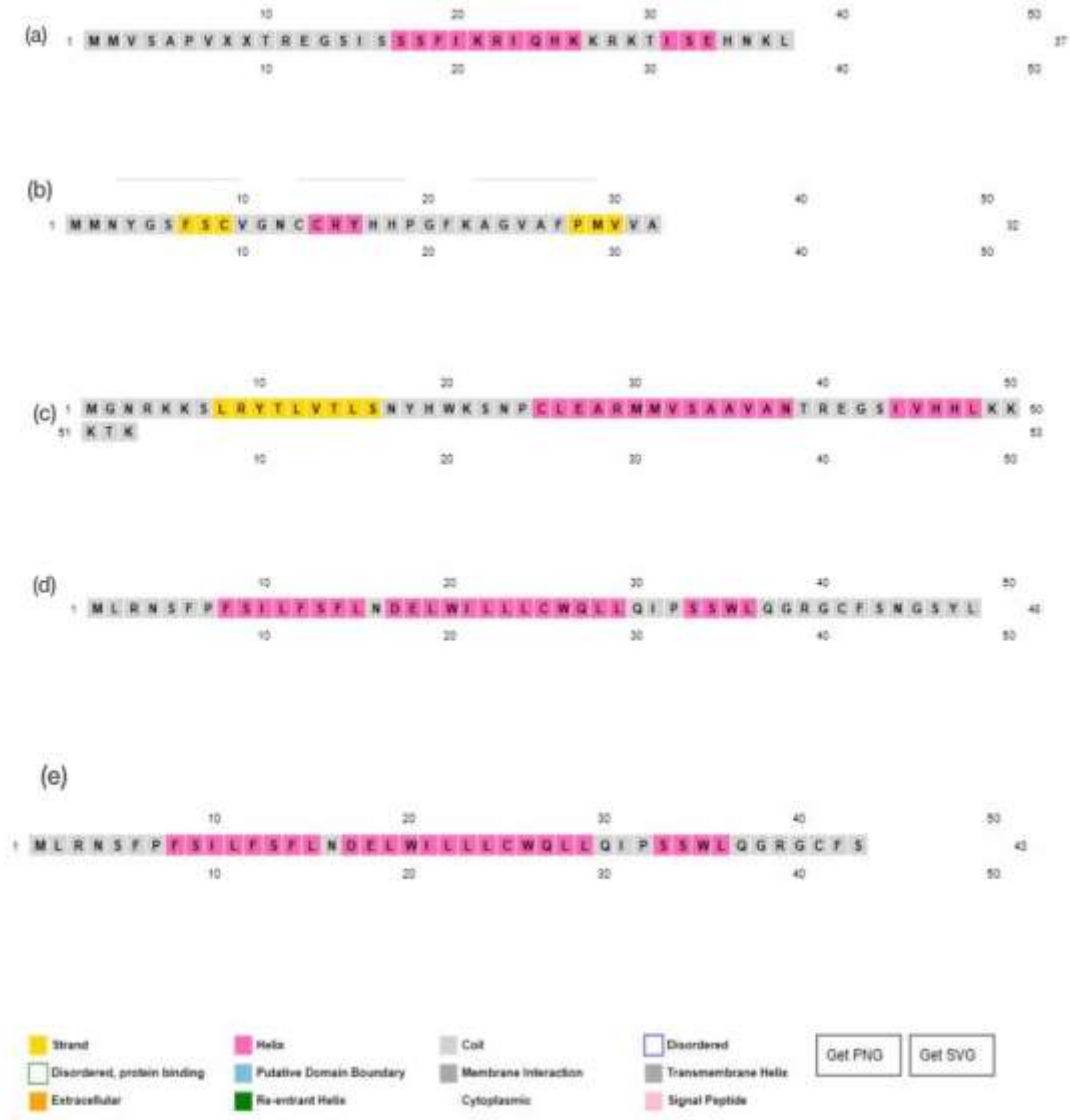 10 20 30 40 50
(a) 1 M M V S A P V X X T R E G S I S S S F I K R I Q H K K R K T I S E H N K L 37
10 20 30 40 50
(b)
10 20 30 40 50
1 M M N Y G S F S C V G N C C R Y H H P G F K A G V A F P M V V A 32
10 20 30 40 50
10 20 30 40 50
(c) 1 M G N R K K S L R Y T L V T L S N Y H W K S N P C L E A R M M V S A A V A N T R E G S I V H H L K K 50
51 K T K 53
10 20 30 40 50
(d) 10 20 30 40 50
1 M L R N S F P F S I L F S F L N D E L W I L L L C W Q L L Q I P S S W L Q G R G C F S N G S Y L 48
10 20 30 40 50
(e)
10 20 30 40 50
1 M L R N S F P F S I L F S F L N D E L W I L L L C W Q L L Q I P S S W L Q G R G C F S 43
10 20 30 40 50
Strand Helix Coil Disordered Get PNG Get SVG
Disordered, protein binding Putative Domain Boundary Membrane Interaction Transmembrane Helix
Extracellular Re-entrant Helix Cytoplasmic Signal Peptide